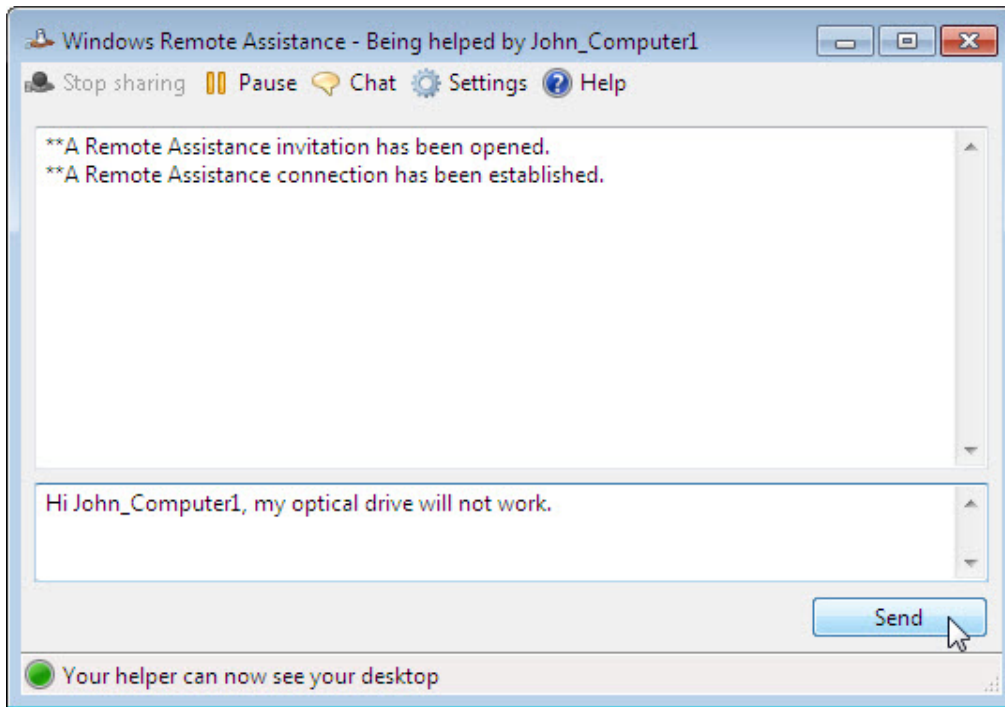 Windows Remote Assistance - Being helped by John_Computer1
Stop sharing Pause Chat Settings Help
**A Remote Assistance invitation has been opened.
**A Remote Assistance connection has been established.
Hi John_Computer1, my optical drive will not work.
Send
Your helper can now see your desktop